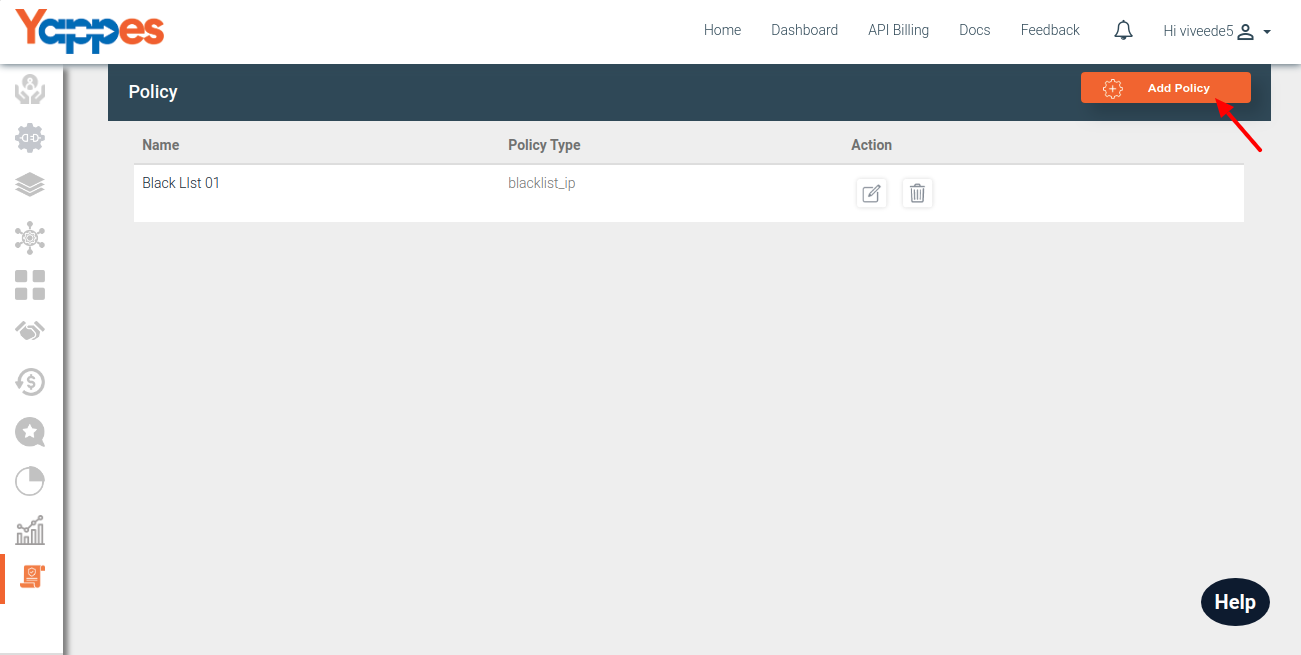 Yappes
Home Dashboard API Billing Docs Feedback Hi viveede5
Policy
Add Policy
Name Policy Type Action
Black LIst 01 blacklist_ip
Help